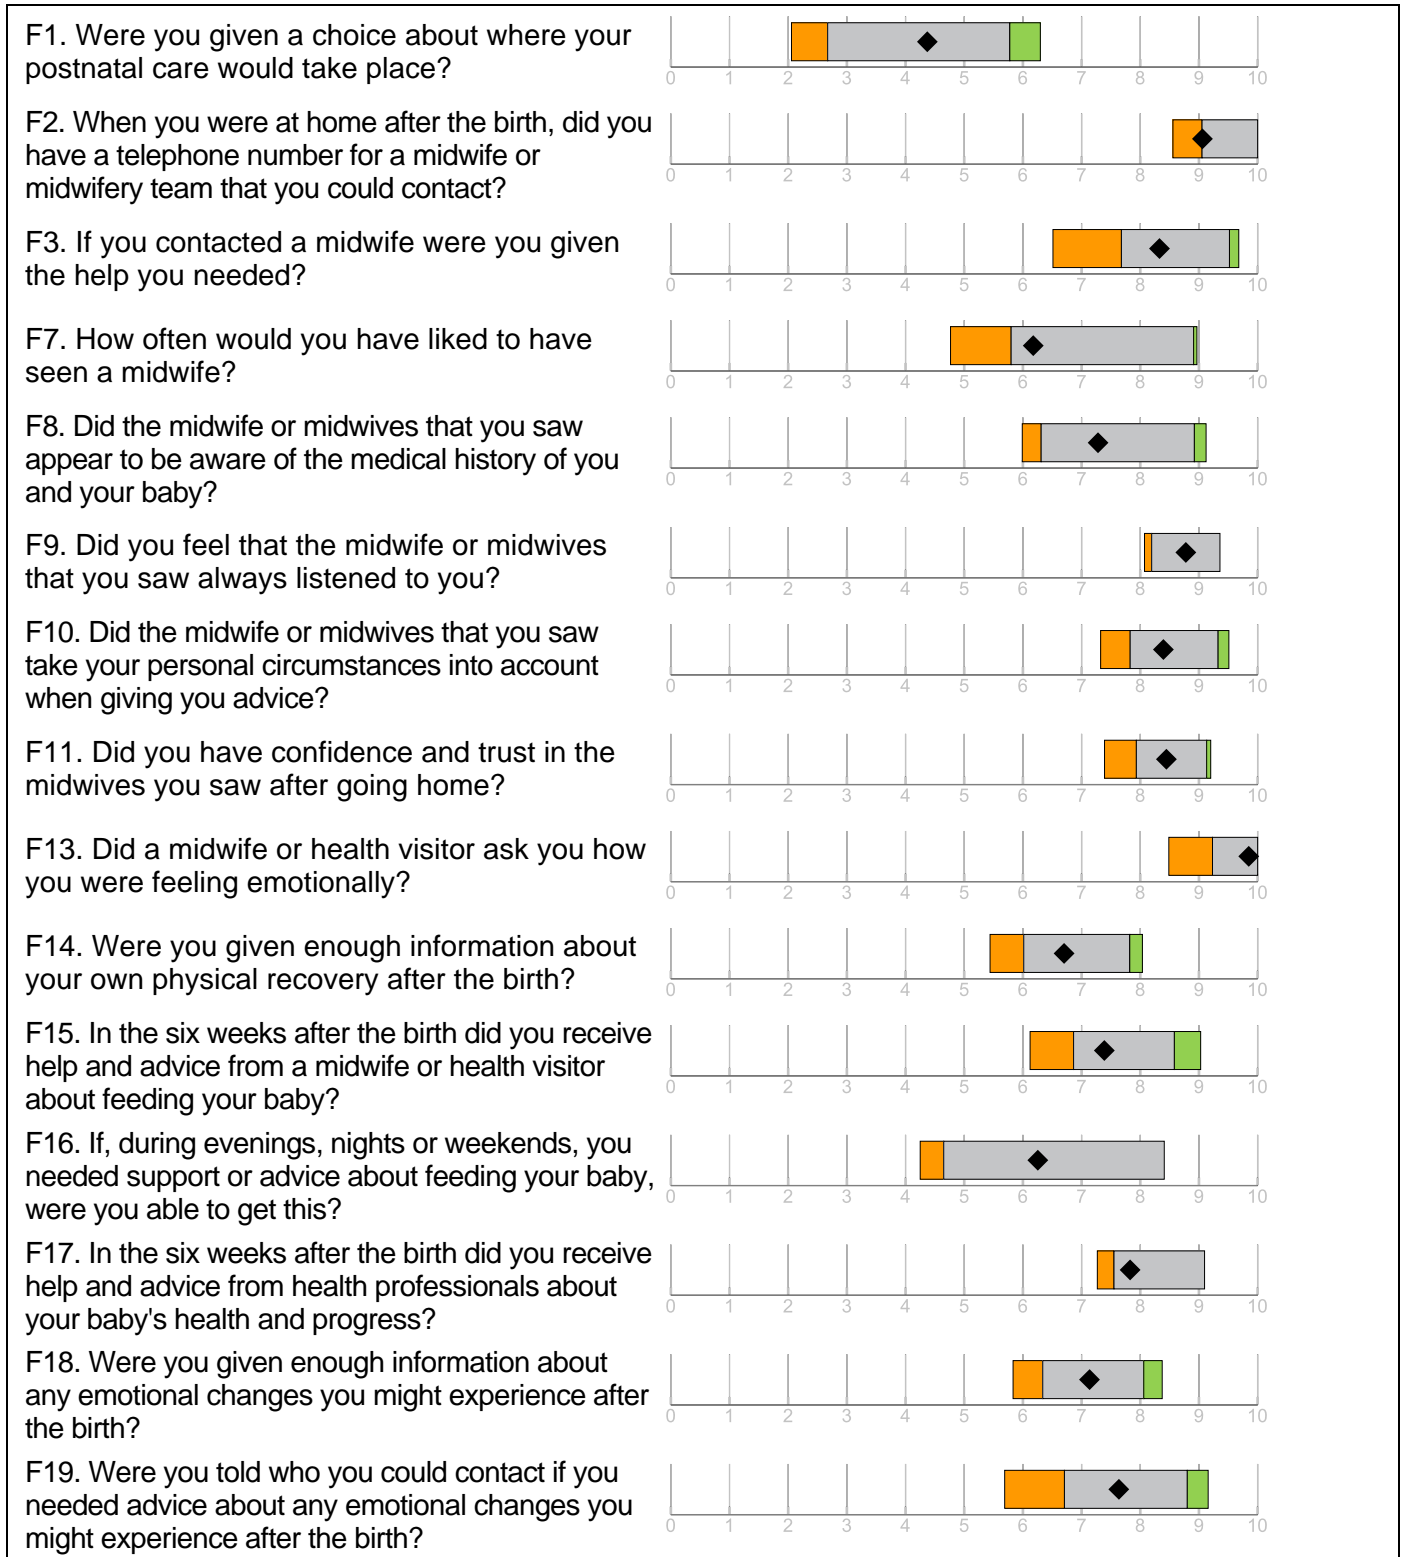 F1. Were you given a choice about where your
postnatal care would take place?
0 1 2 3 4 5 6 7 8 9 10
F2. When you were at home after the birth, did you
have a telephone number for a midwife or
midwifery team that you could contact?
0 1 2 3 4 5 6 7 8 9 10
F3. If you contacted a midwife were you given
the help you needed?
0 1 2 3 4 5 6 7 8 9 10
F7. How often would you have liked to have
seen a midwife?
0 1 2 3 4 5 6 7 8 9 10
F8. Did the midwife or midwives that you saw
appear to be aware of the medical history of you
and your baby?
0 1 2 3 4 5 6 7 8 9 10
F9. Did you feel that the midwife or midwives
that you saw always listened to you?
0 1 2 3 4 5 6 7 8 9 10
F10. Did the midwife or midwives that you saw
take your personal circumstances into account
when giving you advice?
0 1 2 3 4 5 6 7 8 9 10
F11. Did you have confidence and trust in the
midwives you saw after going home?
0 1 2 3 4 5 6 7 8 9 10
F13. Did a midwife or health visitor ask you how
you were feeling emotionally?
0 1 2 3 4 5 6 7 8 9 10
F14. Were you given enough information about
your own physical recovery after the birth?
0 1 2 3 4 5 6 7 8 9 10
F15. In the six weeks after the birth did you receive
help and advice from a midwife or health visitor
about feeding your baby?
0 1 2 3 4 5 6 7 8 9 10
F16. If, during evenings, nights or weekends, you
needed support or advice about feeding your baby,
were you able to get this?
0 1 2 3 4 5 6 7 8 9 10
F17. In the six weeks after the birth did you receive
help and advice from health professionals about
your baby's health and progress?
0 1 2 3 4 5 6 7 8 9 10
F18. Were you given enough information about
any emotional changes you might experience after
the birth?
0 1 2 3 4 5 6 7 8 9 10
F19. Were you told who you could contact if you
needed advice about any emotional changes you
might experience after the birth?
0 1 2 3 4 5 6 7 8 9 10